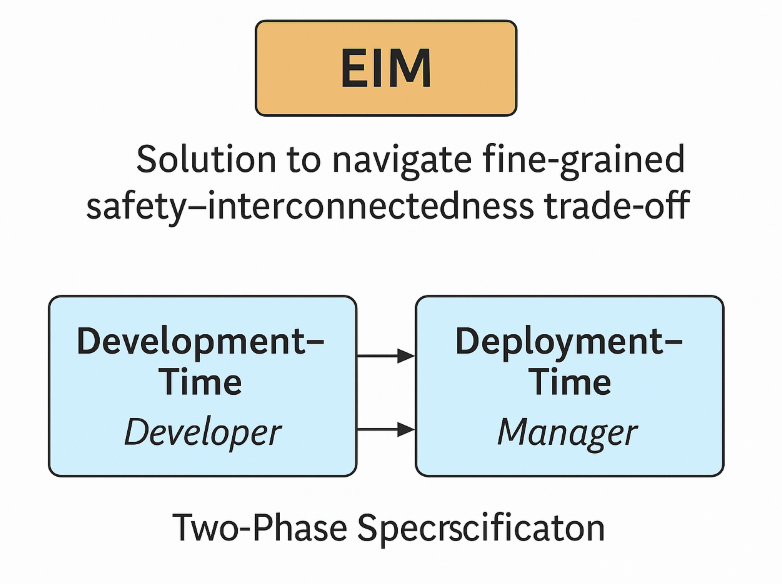 EIM
Solution to navigate fine-grained
safety–interconnectedness trade-off
Development–
Time
Developer
Deployment–
Time
Manager
Two-Phase Specrscificaton